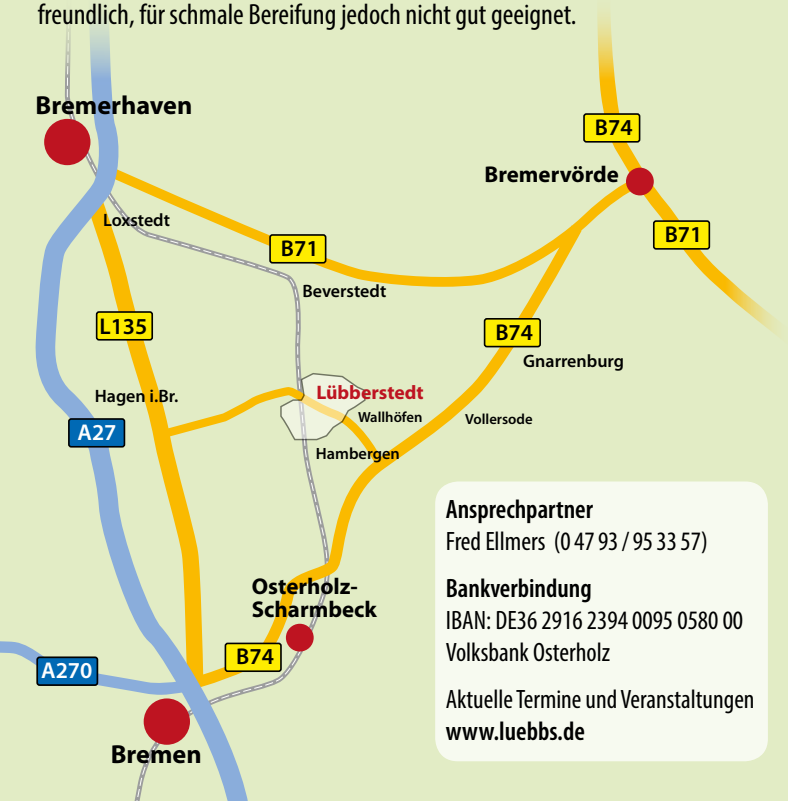 freundlich, für schmale Bereifung jedoch nicht gut geeignet.
Bremerhaven
B74
Bremervörde
Loxstedt
B71
B71
Beverstedt
L135
B74
Gnarrenburg
Hagen i.Br.
Lübberstedt
Wallhöfen
Vollersode
A27
Hambergen
Ansprechpartner
Fred Ellmers (0 47 93 / 95 33 57)
Bankverbindung
IBAN: DE36 2916 2394 0095 0580 00
Volksbank Osterholz
Aktuelle Termine und Veranstaltungen
www.luebbs.de
Osterholz-
Scharmbeck
B74
A270
Bremen